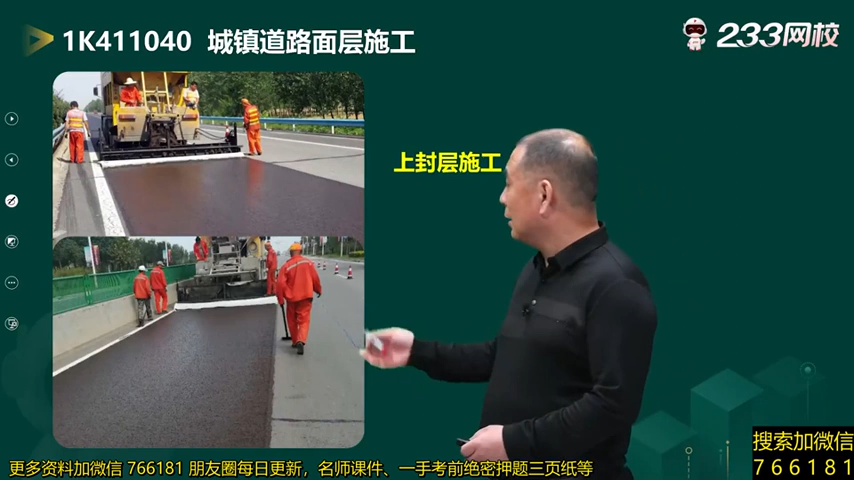 1K411040 城镇道路面层施工
233网校
上封层施工
搜索加微信
766181
更多资料加微信 766181 朋友圈每日更新，名师课件、一手考前绝密押题三页纸等